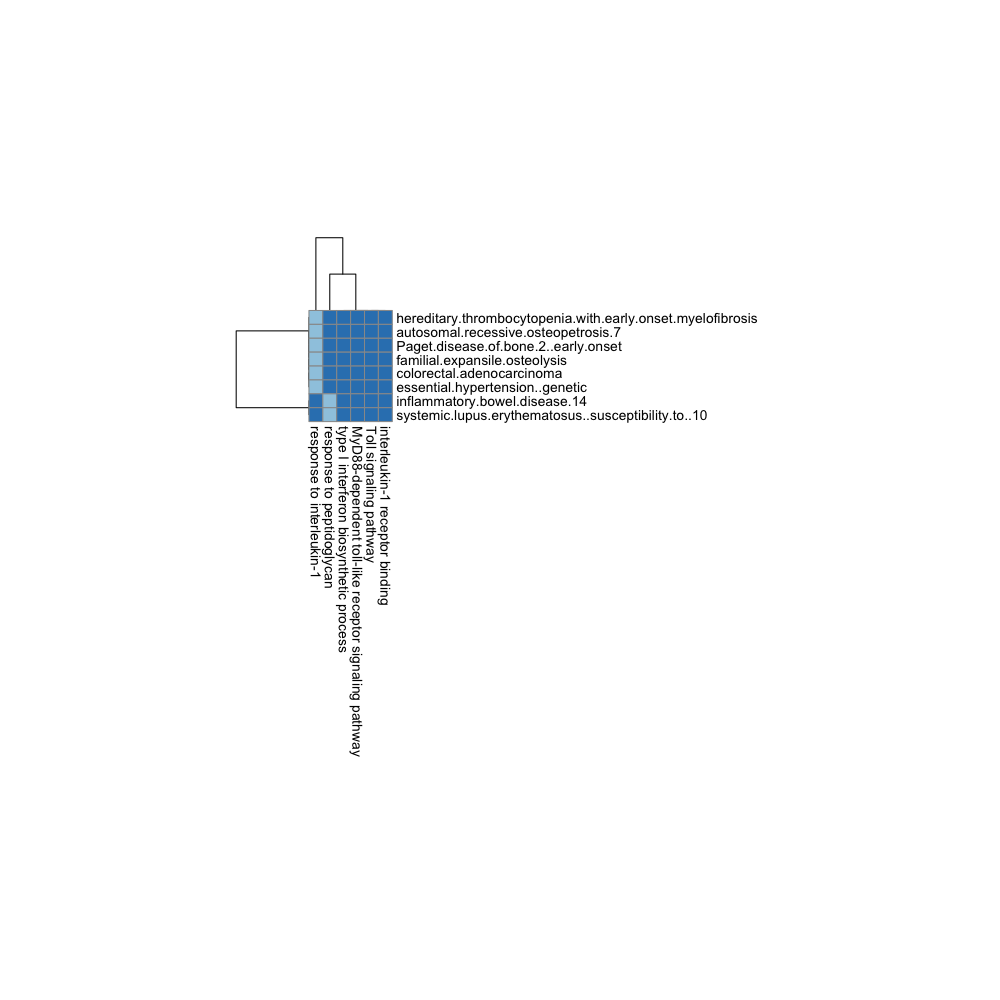 hereditary.thrombocytopenia.with.early.onset.myelofibrosis
autosomal.recessive.osteopetrosis.7
Paget.disease.of.bone.2..early.onset
familial.expansile.osteolysis
colorectal.adenocarcinoma
essential.hypertension..genetic
inflammatory.bowel.disease.14
systemic.lupus.erythematosus..susceptibility.to..10
response to interleukin-1
response to peptidoglycan
type I interferon biosynthetic process
MyD88-dependent toll-like receptor signaling pathway
Toll signaling pathway
interleukin-1 receptor binding